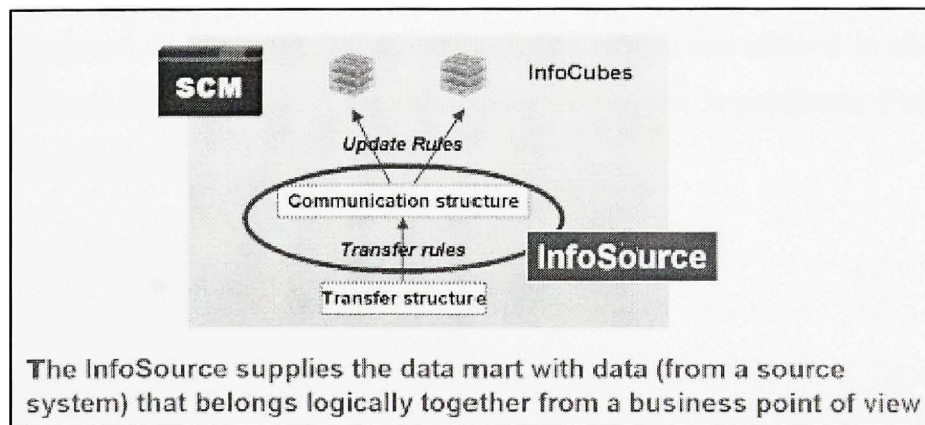 SCM
InfoCubes
Update Rules
Communication structure
Transfer rules
InfoSource
Transfer structure
The InfoSource supplies the data mart with data (from a source
system) that belongs logically together from a business point of view